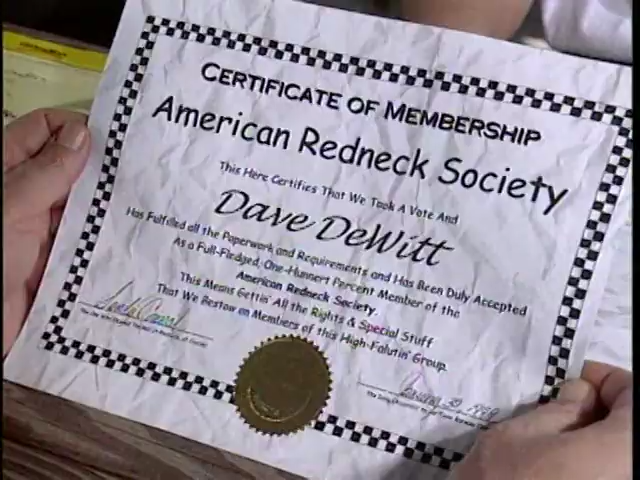 CERTIFICATE OF MEMBERSHIP
American Redneck Society
This Here Certifies That We Took A Vote And
Dave DeWitt
Has Fulfilled all the Paperwork and Requirements and Has Been Duly Accepted
As a Full-Fledged, One-Hunnert Percent Member of the
American Redneck Society.
This Means Gettin' All the Rights & Special Stuff
That We Bestow on Members of this High-Falutin' Group.